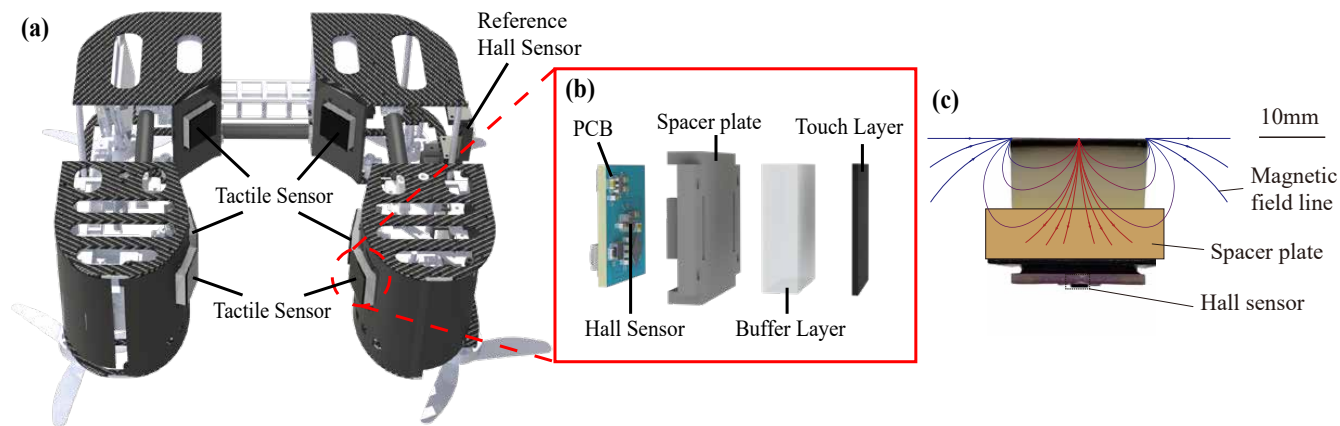 (a)
Reference
Hall Sensor
Tactile Sensor
Tactile Sensor
(b)
PCB
Spacer plate
Touch Layer
Hall Sensor
Buffer Layer
(c)
10mm
Magnetic
field line
Spacer plate
Hall sensor